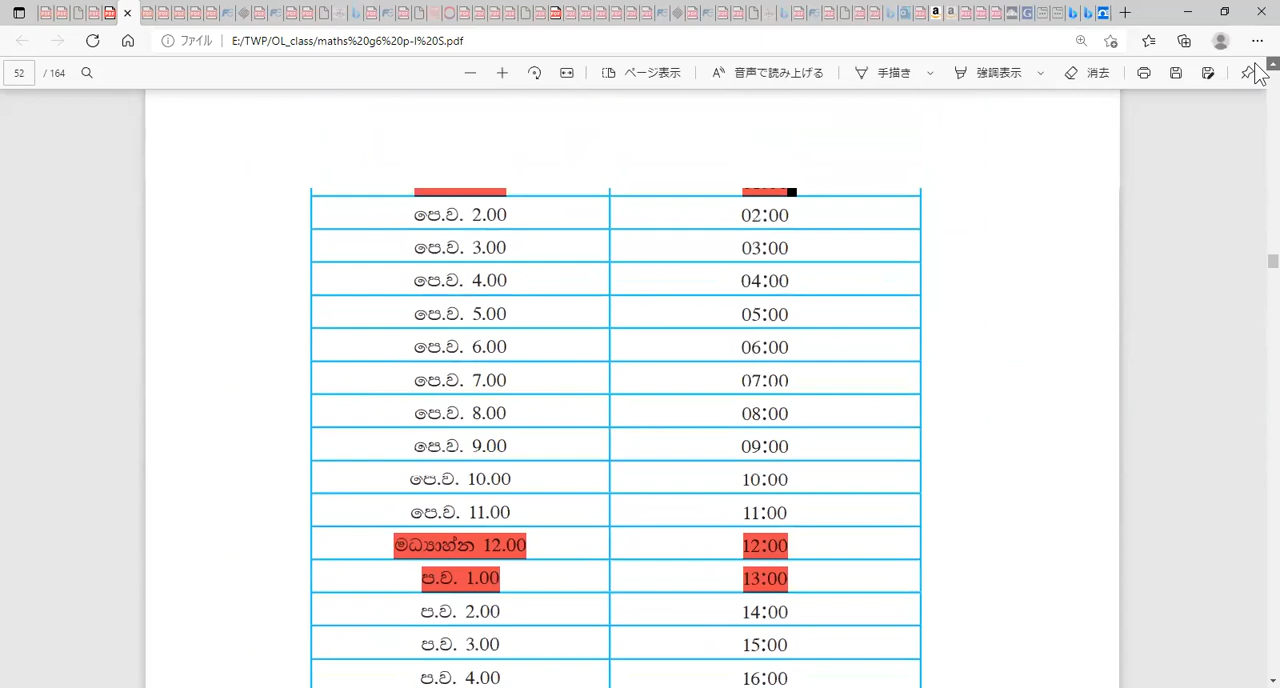 ファイル E:/TWP/OL_class/maths%20g6%20p-I%20S.pdf
52 / 164 ページ表示 音声で読み上げる 手描き 強調表示 消去
පෙ.ව. 2.00 02:00
පෙ.ව. 3.00 03:00
පෙ.ව. 4.00 04:00
පෙ.ව. 5.00 05:00
පෙ.ව. 6.00 06:00
පෙ.ව. 7.00 07:00
පෙ.ව. 8.00 08:00
පෙ.ව. 9.00 09:00
පෙ.ව. 10.00 10:00
පෙ.ව. 11.00 11:00
මධ්‍යාහ්න 12.00 12:00
ප.ව. 1.00 13:00
ප.ව. 2.00 14:00
ප.ව. 3.00 15:00
ප.ව. 4.00 16:00